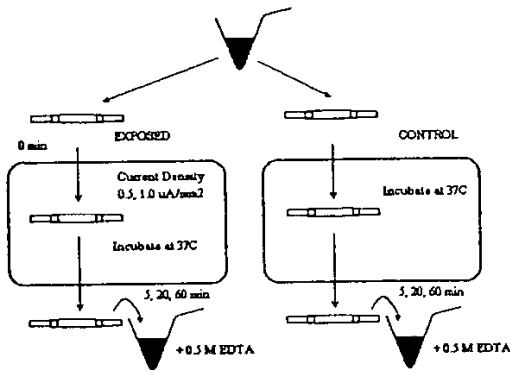 EXPOSED
CONTROL
0 min
Current Density
0.5, 1.0 uA/mm2
Incubate at 37C
Incubate at 37C
5, 20, 60 min
5, 20, 60 min
+0.5 M EDTA
+0.5 M EDTA